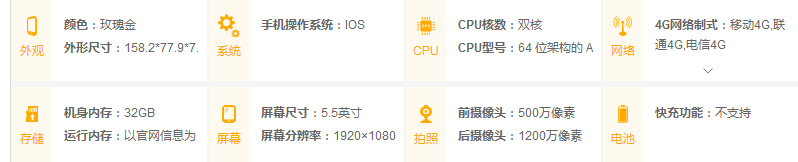 外观
颜色：玫瑰金
外形尺寸：158.2*77.9*7.
系统
手机操作系统：IOS
CPU
CPU核数：双核
CPU型号：64 位架构的 A
网络
4G网络制式：移动4G,联
通4G,电信4G
存储
机身内存：32GB
运行内存：以官网信息为
屏幕
屏幕尺寸：5.5英寸
屏幕分辨率：1920×1080
拍照
前摄像头：500万像素
后摄像头：1200万像素
电池
快充功能：不支持